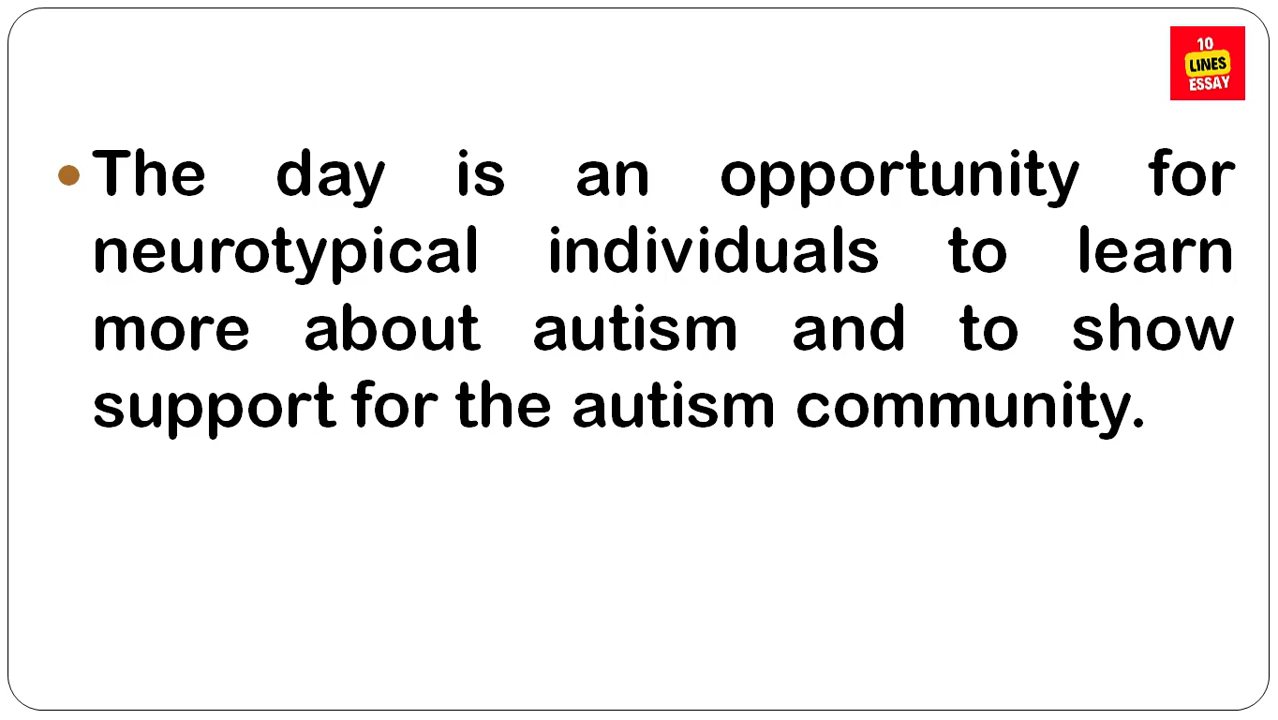 10
LINES
ESSAY
The day is an opportunity for
neurotypical individuals to learn
more about autism and to show
support for the autism community.